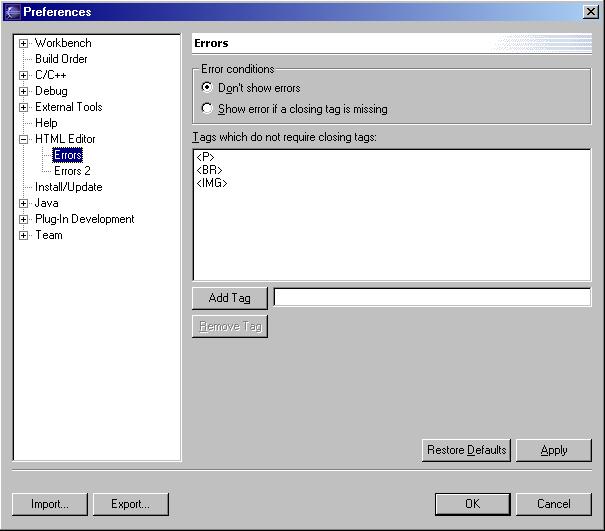 Preferences
Workbench
Build Order
C/C++
Debug
External Tools
Help
HTML Editor
Errors
Errors 2
Install/Update
Java
Plug-In Development
Team
Errors
Error conditions
Don't show errors
Show error if a closing tag is missing
Tags which do not require closing tags:
<P>
<BR>
<IMG>
Add Tag
Remove Tag
Restore Defaults
Apply
Import...
Export...
OK
Cancel